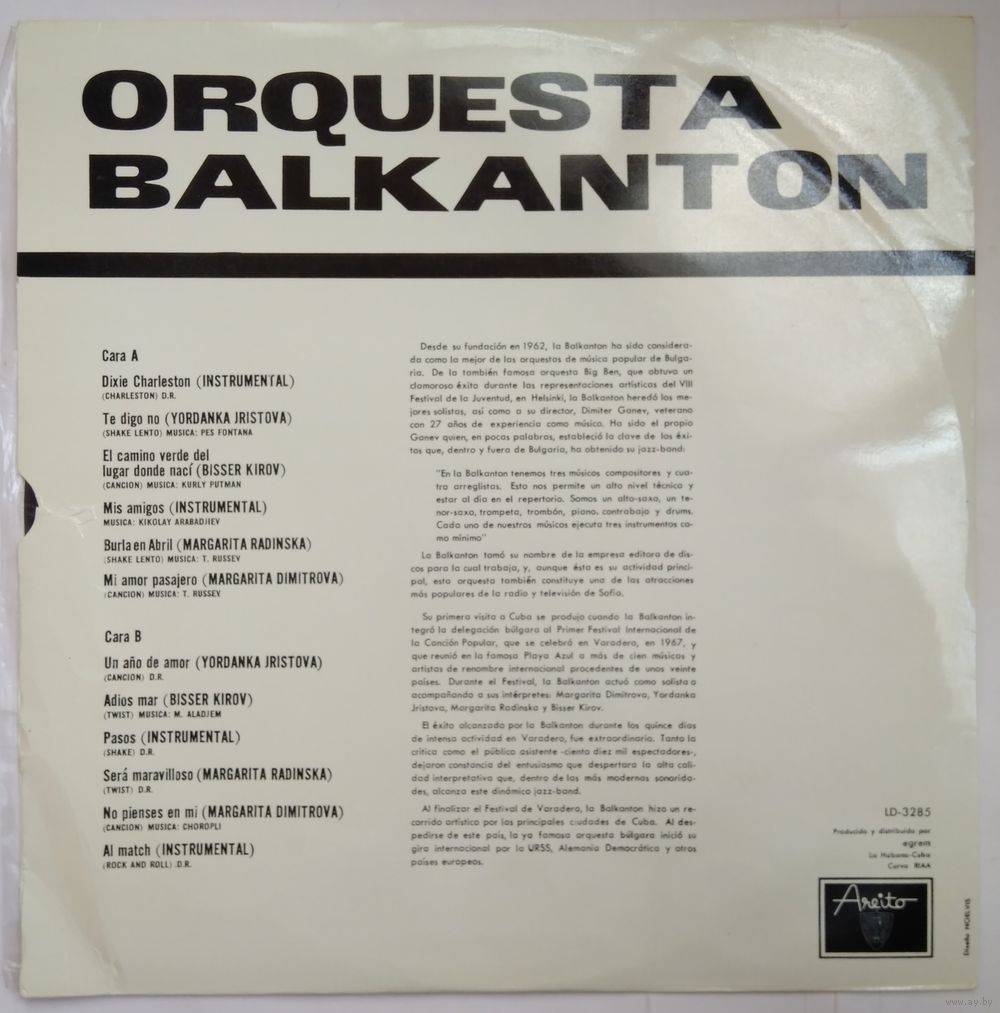 ORQUESTA
BALKANTON
Cara A
Dixie Charleston (INSTRUMENTAL)
(CHARLESTON) D.R.
Te digo no (YORDANKA JRISTOVA)
(SHAKE LENTO) MUSICA: PES FONTANA
El camino verde del
lugar donde nací (BISSER KIROV)
(CANCION) MUSICA: KURLY PUTMAN
Mis amigos (INSTRUMENTAL)
MUSICA: KIKOLAY ARABADJIEV
Burla en Abril (MARGARITA RADINSKA)
(SHAKE LENTO) MUSICA: T. RUSSEV
Mi amor pasajero (MARGARITA DIMITROVA)
(CANCION) MUSICA: T. RUSSEV
Cara B
Un año de amor (YORDANKA JRISTOVA)
(CANCION) D.R.
Adios mar (BISSER KIROV)
(TWIST) MUSICA: M. ALADJEM
Pasos (INSTRUMENTAL)
(SHAKE) D.R.
Será maravilloso (MARGARITA RADINSKA)
(TWIST) D.R.
No pienses en mi (MARGARITA DIMITROVA)
(CANCION) MUSICA: CHOROPLI
Al match (INSTRUMENTAL)
(ROCK AND ROLL) D.R.
Desde su fundación en 1962, la Balkanton ha sido considera-
da como la mejor de las orquestas de música popular de Bulga-
ria. De la también famosa orquesta Big Ben, que obtuvo un
clamoroso éxito durante las representaciones artísticas del VIII
Festival de la Juventud, en Helsinki, la Balkanton heredó los me-
jores solistas, así como a su director, Dimiter Ganev, veterano
con 27 años de experiencia como músico. Ha sido el propio
Ganev quien, en pocas palabras, estableció la clave de los éxi-
tos que, dentro y fuera de Bulgaria, ha obtenido su jazz-band:
"En la Balkanton tenemos tres músicos compositores y cua-
tro arreglistas. Esto nos permite un alto nivel técnico y
estar al día en el repertorio. Somos un alto-saxo, un te-
nor-saxo, trompeta, trombón, piano, contrabajo y drums.
Cada uno de nuestros músicos ejecuta tres instrumentos co-
mo mínimo"
La Balkanton tomó su nombre de la empresa editora de dis-
cos para la cual trabaja, y, aunque ésta es su actividad princi-
pal, esta orquesta también constituye una de las atracciones
más populares de la radio y televisión de Sofia.
Su primera visita a Cuba se produjo cuando la Balkanton in-
tegró la delegación búlgara al Primer Festival Internacional de
la Canción Popular, que se celebró en Varadero, en 1967, y
que reunió en la famosa Playa Azul a más de cien músicos y
artistas de renombre internacional procedentes de unos veinte
países. Durante el Festival, la Balkanton actuó como solista o
acompañando a sus intérpretes: Margarita Dimitrova, Yordanka
Jristova, Margarita Radinska y Bisser Kirov.
El éxito alcanzado por la Balkanton durante los quince días
de intensa actividad en Varadero, fue extraordinario. Tanto la
crítica como el público asistente -ciento diez mil espectadores-,
dejaron constancia del entusiasmo que despertara la alta cali-
dad interpretativa que, dentro de las más modernas sonorida-
des, alcanza este dinámico jazz-band.
Al finalizar el Festival de Varadero, la Balkanton hizo un re-
corrido artístico por las principales ciudades de Cuba. Al des-
pedirse de este país, la ya famosa orquesta búlgara inició su
gira internacional por la URSS, Alemania Democrática y otros
países europeos.
LD-3285
Producido y distribuido por
egrem
La Habana-Cuba
Curva RIAA
Areito
Diseño NOELVIS
www.ay.by